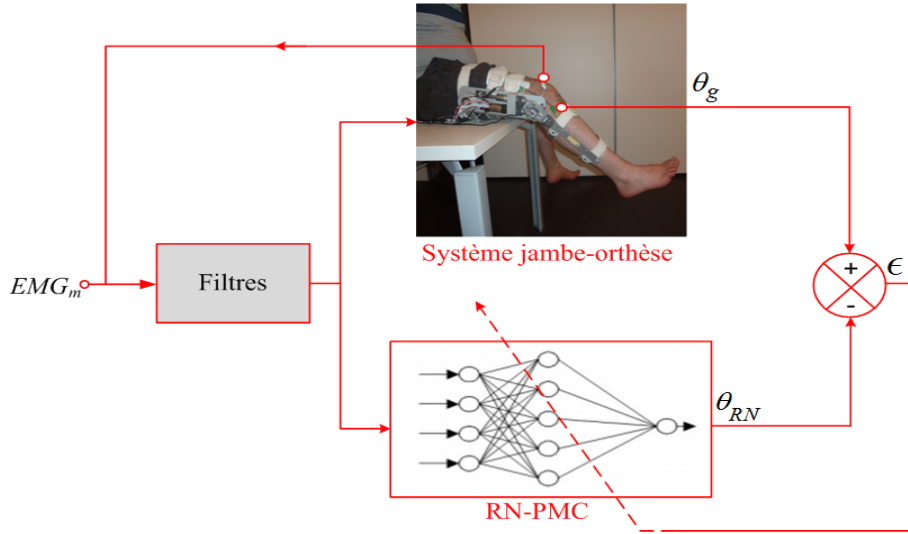 θg
Système jambe-orthèse
EMGm
Filtres
+
-
ϵ
θRN
RN-PMC